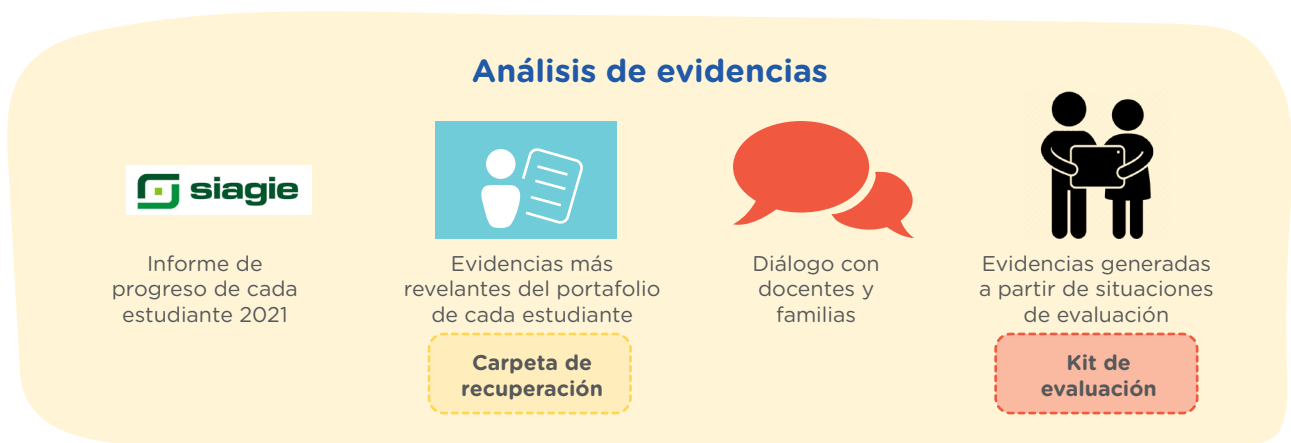 Análisis de evidencias
siagie
Informe de
progreso de cada
estudiante 2021
Evidencias más
revelantes del portafolio
de cada estudiante
Carpeta de
recuperación
Diálogo con
docentes y
familias
Evidencias generadas
a partir de situaciones
de evaluación
Kit de
evaluación